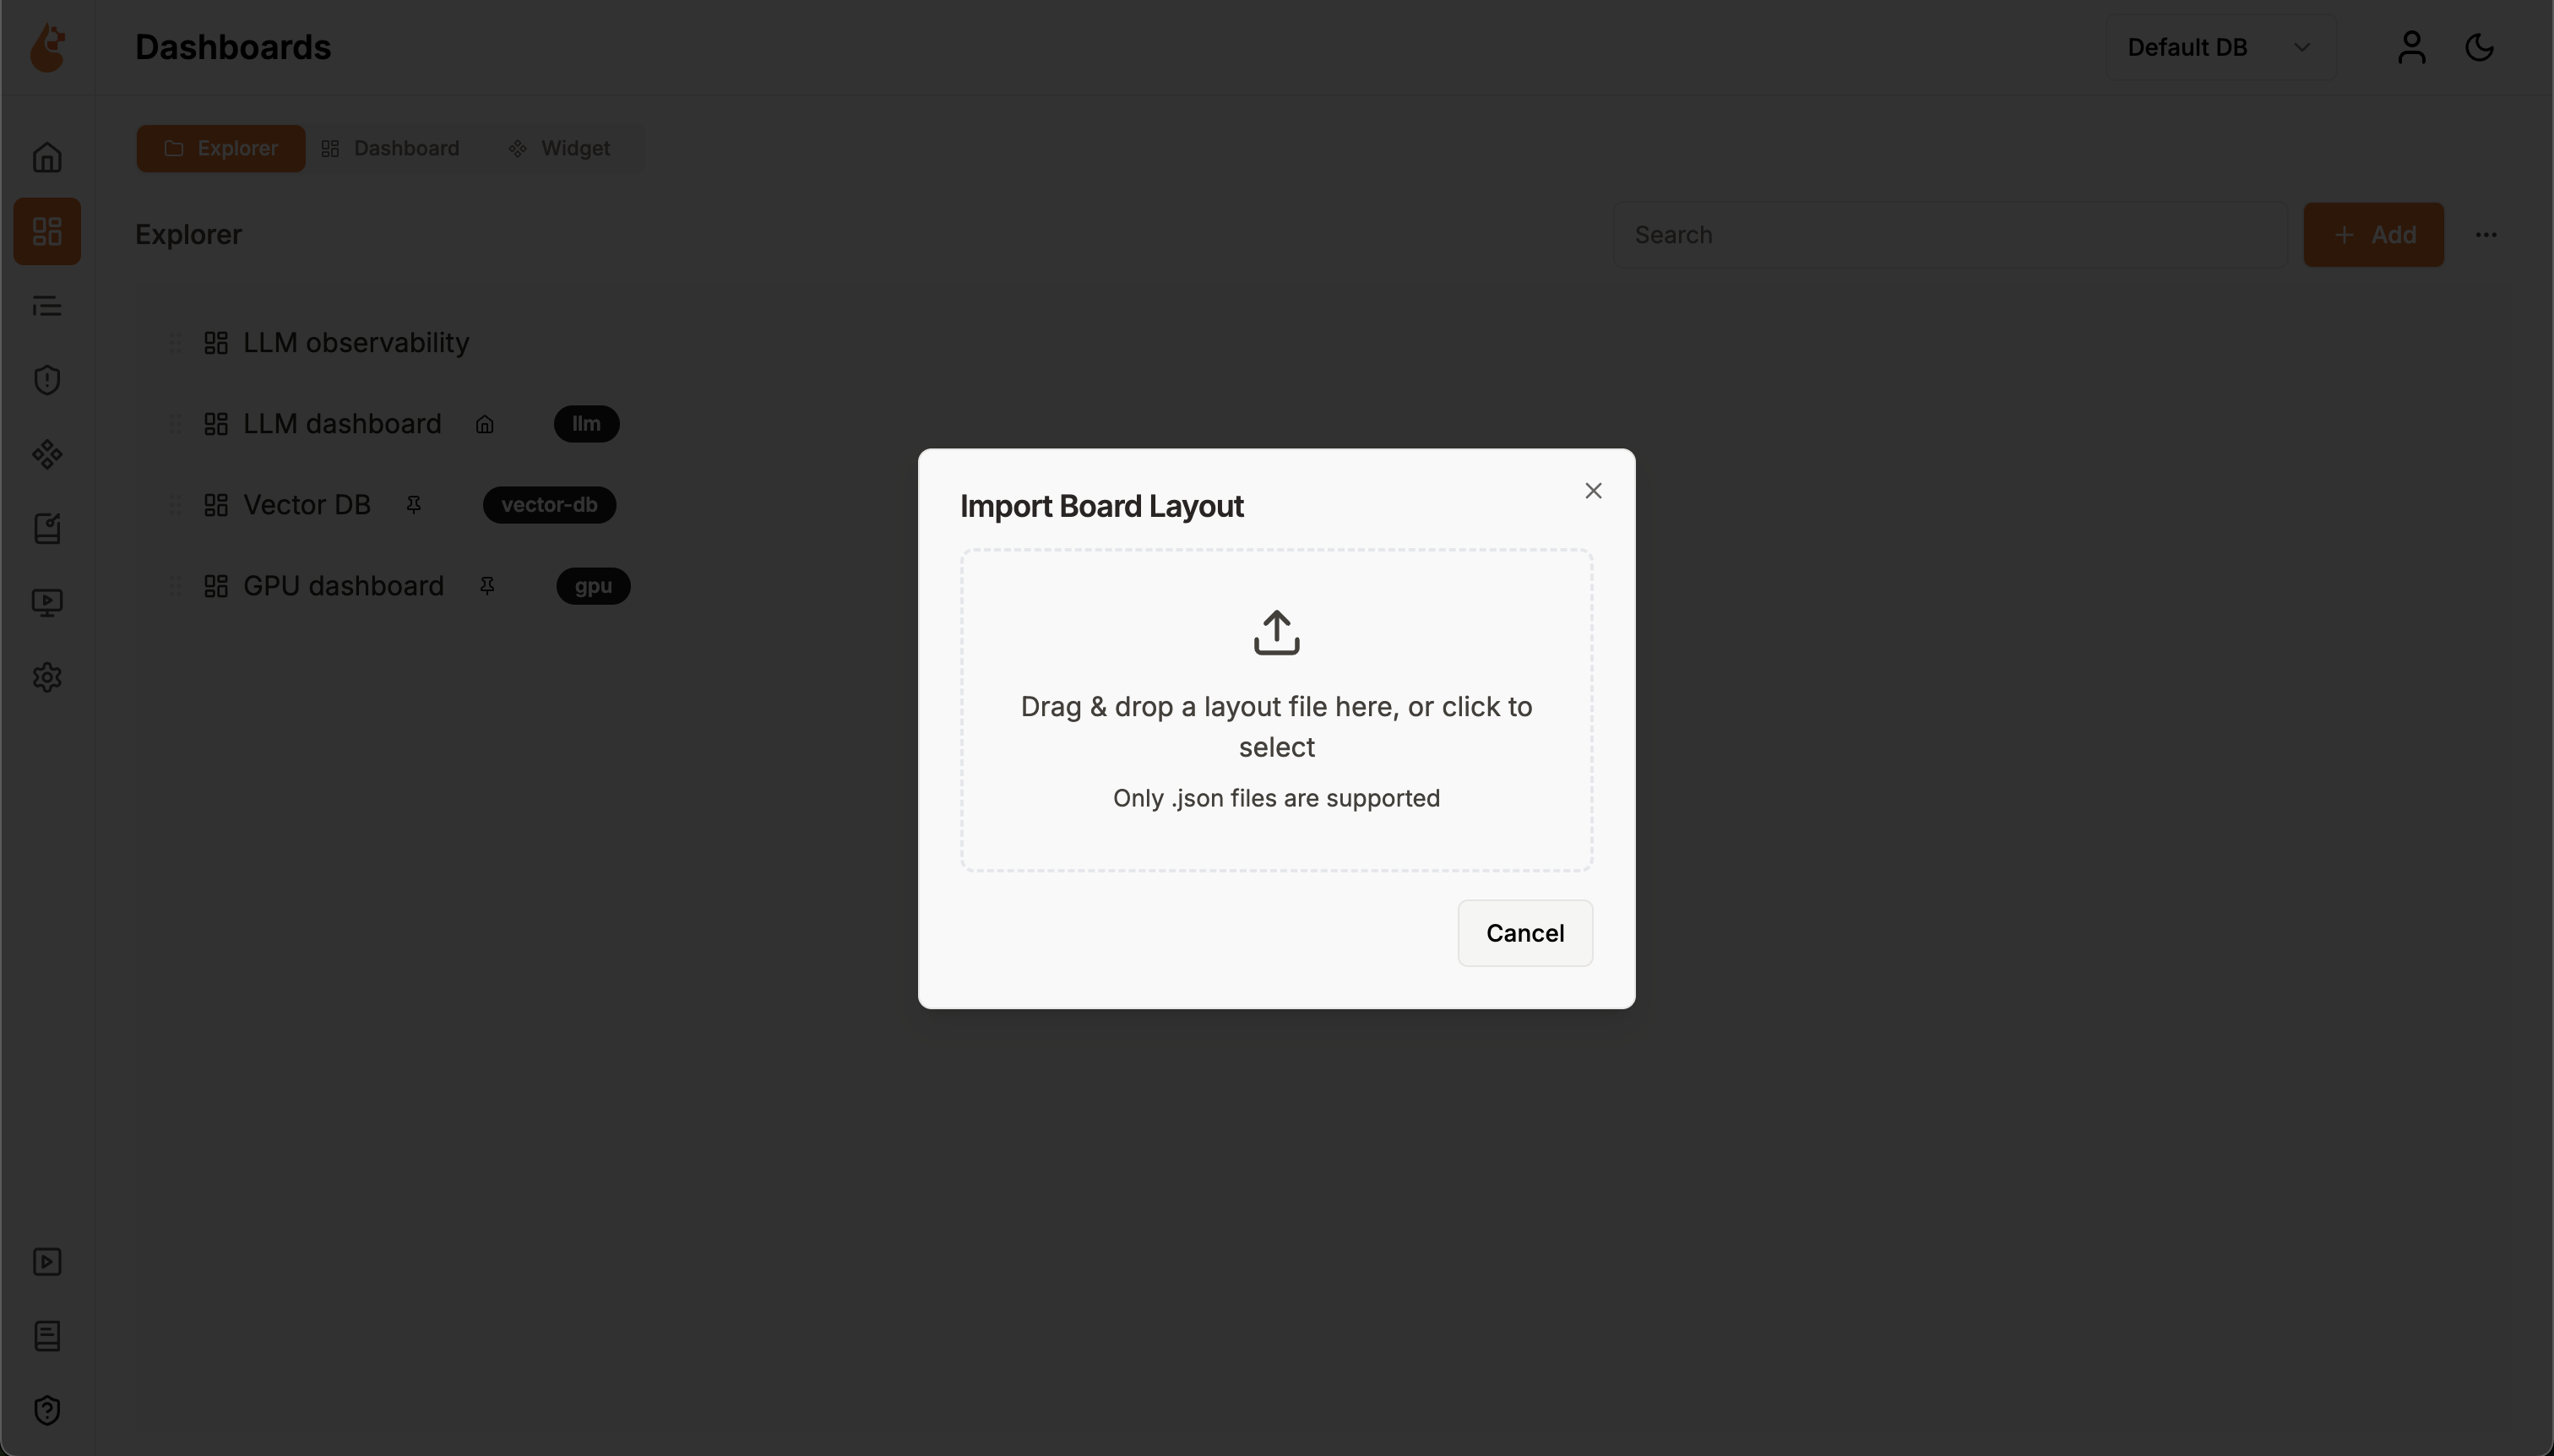 Dashboards
Default DB
Explorer
Dashboard
Widget
Explorer
Search
Add
LLM observability
LLM dashboard
llm
Vector DB
vector-db
GPU dashboard
gpu
Import Board Layout
Drag & drop a layout file here, or click to
select
Only .json files are supported
Cancel